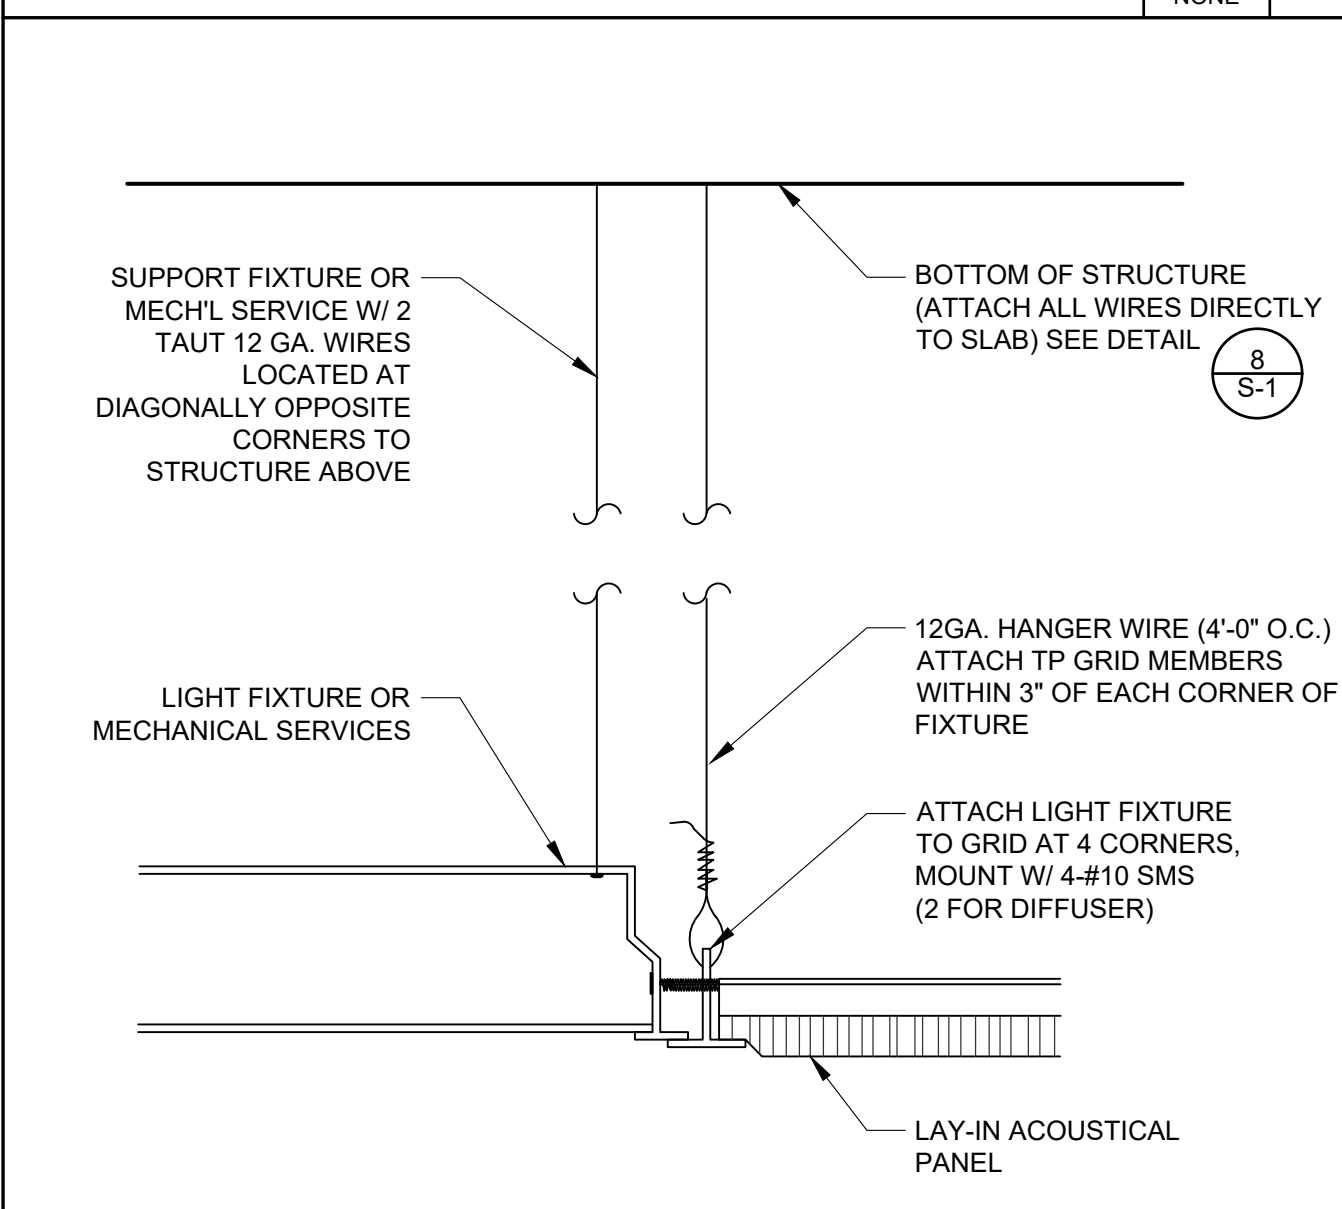 NONE
SUPPORT FIXTURE OR
MECH'L SERVICE W/ 2
TAUT 12 GA. WIRES
LOCATED AT
DIAGONALLY OPPOSITE
CORNERS TO
STRUCTURE ABOVE
BOTTOM OF STRUCTURE
(ATTACH ALL WIRES DIRECTLY
TO SLAB) SEE DETAIL
8
S-1
12GA. HANGER WIRE (4'-0" O.C.)
ATTACH TP GRID MEMBERS
WITHIN 3" OF EACH CORNER OF
FIXTURE
LIGHT FIXTURE OR
MECHANICAL SERVICES
ATTACH LIGHT FIXTURE
TO GRID AT 4 CORNERS,
MOUNT W/ 4-#10 SMS
(2 FOR DIFFUSER)
LAY-IN ACOUSTICAL
PANEL